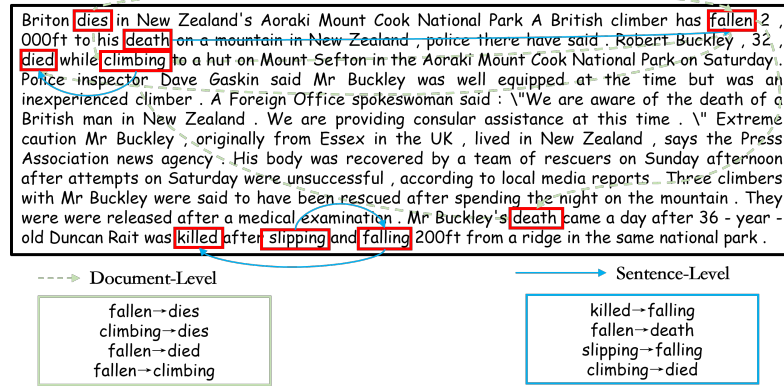 Briton dies in New Zealand's Aoraki Mount Cook National Park A British climber has fallen 2 ,
000ft to his death on a mountain in New Zealand , police there have said . Robert Buckley , 32 ,
died while climbing to a hut on Mount Sefton in the Aoraki Mount Cook National Park on Saturday .
Police inspector Dave Gaskin said Mr Buckley was well equipped at the time but was an
inexperienced climber . A Foreign Office spokeswoman said : \"We are aware of the death of a
British man in New Zealand . We are providing consular assistance at this time . \" Extreme
caution Mr Buckley , originally from Essex in the UK , lived in New Zealand , says the Press
Association news agency . His body was recovered by a team of rescuers on Sunday afternoon
after attempts on Saturday were unsuccessful , according to local media reports . Three climbers
with Mr Buckley were said to have been rescued after spending the night on the mountain . They
were were released after a medical examination . Mr Buckley's death came a day after 36 - year -
old Duncan Rait was killed after slipping and falling 200ft from a ridge in the same national park .
Document-Level
Sentence-Level
fallen→dies
climbing→dies
fallen→died
fallen→climbing
killed→falling
fallen→death
slipping→falling
climbing→died